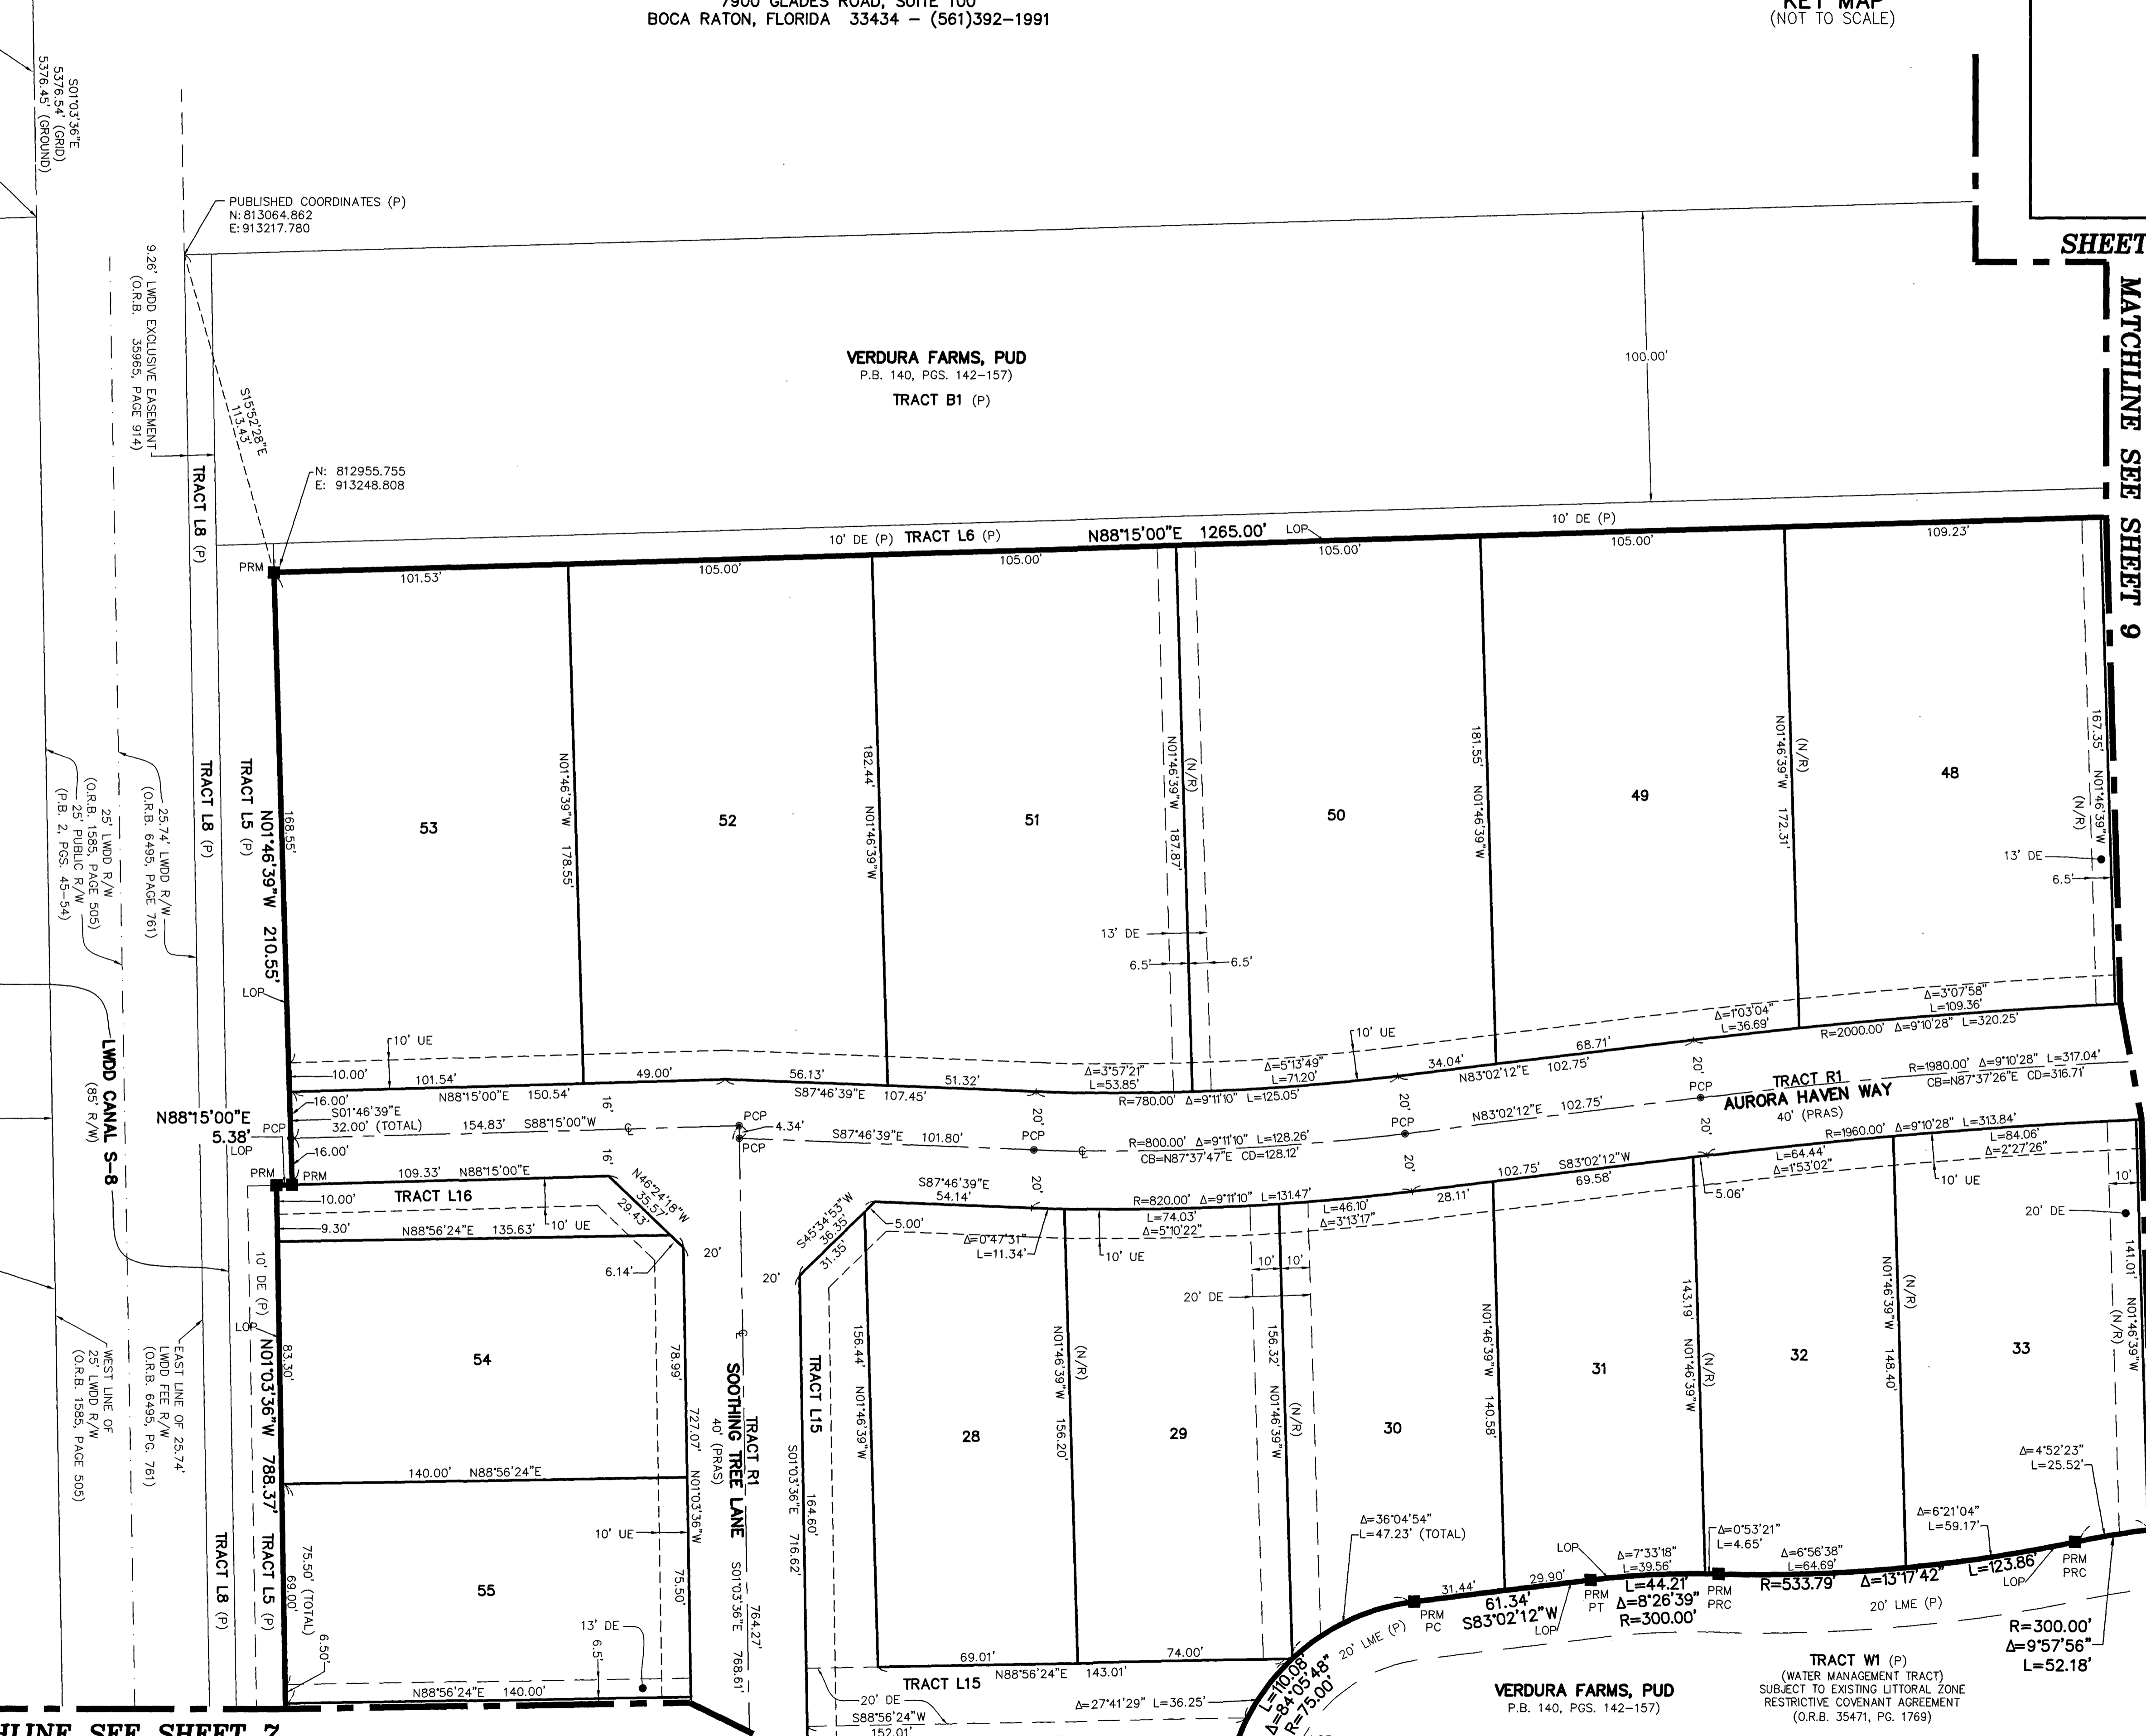 7900 GLADES ROAD, SUITE 100
BOCA RATON, FLORIDA 33434 – (561)392–1991
KEY MAP
(NOT TO SCALE)
S01°03'36"E
5376.54' (GRID)
5376.45' (GROUND)
PUBLISHED COORDINATES (P)
N: 813064.862
E: 913217.780
SHEET
MATCHLINE SEE SHEET 9
9.26' LWDD EXCLUSIVE EASEMENT
(O.R.B. 35965, PAGE 914)
S15°52'28"E
113.43'
VERDURA FARMS, PUD
P.B. 140, PGS. 142–157)
TRACT B1 (P)
100.00'
TRACT L8 (P)
N: 812955.755
E: 913248.808
PRM
10' DE (P) TRACT L6 (P)
N88°15'00"E 1265.00'
LOP
10' DE (P)
101.53'
105.00'
105.00'
105.00'
105.00'
109.23'
TRACT L8 (P)
TRACT L5 (P)
N01°46'39"W 210.55'
168.55'
53
N01°46'39"W 178.55'
52
182.44' N01°46'39"W
51
N01°46'39"W 187.87'
(N/R)
50
181.55' N01°46'39"W
49
N01°46'39"W 172.31'
(N/R)
48
167.35' N01°46'39"W
(N/R)
13' DE
6.5'
13' DE
6.5'
6.5'
25.74' LWDD R/W
(O.R.B. 6495, PAGE 761)
25' LWDD R/W
(O.R.B. 1585, PAGE 505)
25' PUBLIC R/W
(P.B. 2, PGS. 45–54)
LWDD CANAL S–8
(85' R/W)
LOP
10' UE
10.00'
101.54'
N88°15'00"E 150.54'
49.00'
56.13'
S87°46'39"E 107.45'
51.32'
Δ=3°57'21"
L=53.85'
R=780.00' Δ=9°11'10" L=125.05'
Δ=5°13'49"
L=71.20'
10' UE
34.04'
N83°02'12"E 102.75'
68.71'
Δ=1°03'04"
L=36.69'
R=2000.00' Δ=9°10'28" L=320.25'
Δ=3°07'58"
L=109.36'
16.00'
S01°46'39"E
32.00' (TOTAL)
16.00'
N88°15'00"E
5.38'
LOP
PCP
PRM
PRM
154.83' S88°15'00"W
16'
16'
PCP
4.34'
PCP
S87°46'39"E 101.80'
20'
PCP
20'
R=800.00' Δ=9°11'10" L=128.26'
CB=N87°37'47"E CD=128.12'
20'
PCP
20'
N83°02'12"E 102.75'
20'
PCP
20'
TRACT R1
AURORA HAVEN WAY
40' (PRAS)
R=1980.00' Δ=9°10'28" L=317.04'
CB=N87°37'26"E CD=316.71'
109.33' N88°15'00"E
10.00'
TRACT L16
9.30'
N88°56'24"E 135.63'
10' UE
N46°24'18"W
35.57'
29.43'
6.14'
20'
20'
S45°34'53"W
36.35'
31.35'
5.00'
S87°46'39"E
54.14'
Δ=0°47'31"
L=11.34'
10' UE
R=820.00' Δ=9°11'10" L=131.47'
L=74.03'
Δ=5°10'22"
L=46.10'
Δ=3°13'17"
28.11'
102.75' S83°02'12"W
69.58'
5.06'
L=64.44'
Δ=1°53'02"
R=1960.00' Δ=9°10'28" L=313.84'
L=84.06'
Δ=2°27'26"
10' UE
10'
20' DE
10' 10'
20' DE
10' DE (P)
LOP
N01°03'36"W 788.37'
TRACT L5 (P)
TRACT L8 (P)
83.30'
54
78.99'
727.07' N01°03'36"W
140.00' N88°56'24"E
10' UE
75.50'
55
75.50' (TOTAL)
69.00'
6.50'
13' DE
6.5'
N88°56'24"E 140.00'
EAST LINE OF 25.74'
LWDD FEE R/W
(O.R.B. 6495, PG. 761)
WEST LINE OF
25' LWDD R/W
(O.R.B. 1585, PAGE 505)
TRACT R1
SOOTHING TREE LANE
40' (PRAS)
S01°03'36"E 768.61'
764.27'
TRACT L15
S01°03'36"E 716.62'
164.60'
156.44' N01°46'39"W
28
N01°46'39"W 156.20'
(N/R)
29
156.32' N01°46'39"W
(N/R)
30
N01°46'39"W 140.58'
31
143.19' N01°46'39"W
(N/R)
32
N01°46'39"W 148.40'
(N/R)
33
141.01' N01°46'39"W
(N/R)
69.01'
N88°56'24"E 143.01'
74.00'
TRACT L15
20' DE
S88°56'24"W
152.01'
Δ=27°41'29" L=36.25'
L=110.08'
Δ=84°05'48"
R=75.00'
Δ=36°04'54"
L=47.23' (TOTAL)
20' LME (P)
31.44'
PRM
PC
61.34'
S83°02'12"W
29.90'
LOP
LOP
PRM
PT
Δ=7°33'18"
L=39.56'
L=44.21'
Δ=8°26'39"
R=300.00'
Δ=0°53'21"
L=4.65'
PRM
PRC
Δ=6°56'38"
L=64.69'
R=533.79' Δ=13°17'42" L=123.86'
Δ=6°21'04"
L=59.17'
LOP
Δ=4°52'23"
L=25.52'
PRM
PRC
20' LME (P)
R=300.00'
Δ=9°57'56"
L=52.18'
VERDURA FARMS, PUD
P.B. 140, PGS. 142–157)
TRACT W1 (P)
(WATER MANAGEMENT TRACT)
SUBJECT TO EXISTING LITTORAL ZONE
RESTRICTIVE COVENANT AGREEMENT
(O.R.B. 35471, PG. 1769)
HLINE SEE SHEET 7